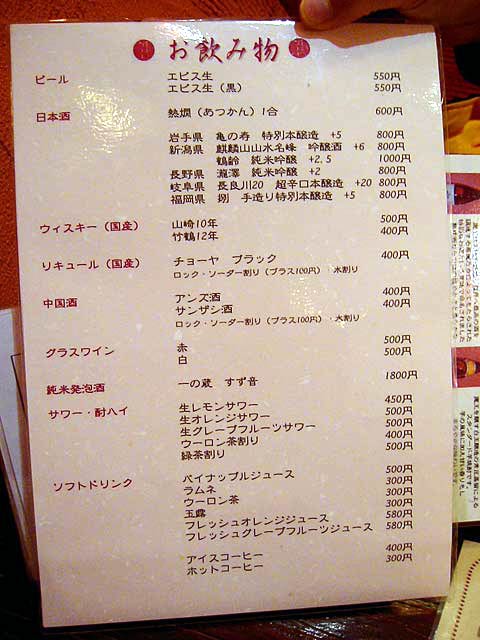 お飲み物
ビール エビス生 550円
エビス生（黒） 550円
日本酒 熱燗（あつかん）1合 600円
岩手県 亀の寿 特別本醸造 +5 800円
新潟県 麒麟山山水名峰 吟醸酒 +6 800円
鶴齢 純米吟醸 +2,5 1000円
長野県 瀧澤 純米吟醸 +2 800円
岐阜県 長良川20 超辛口本醸造 +20 800円
福岡県 捌 手造り特別本醸造 +5 800円
ウィスキー（国産） 山崎10年 500円
竹鶴12年 400円
リキュール（国産） チョーヤ ブラック 400円
ロック・ソーダー割り（プラス100円）・水割り
中国酒 アンズ酒 400円
サンザシ酒 400円
ロック・ソーダー割り（プラス100円）・水割り
グラスワイン 赤 500円
白 500円
純米発泡酒 一の蔵 すず音 1800円
サワー・酎ハイ 生レモンサワー 450円
生オレンジサワー 500円
生グレープフルーツサワー 500円
ウーロン茶割り 400円
緑茶割り 500円
ソフトドリンク パイナップルジュース 500円
ラムネ 300円
ウーロン茶 300円
玉露 300円
フレッシュオレンジジュース 580円
フレッシュグレープフルーツジュース 580円
アイスコーヒー 400円
ホットコーヒー 300円